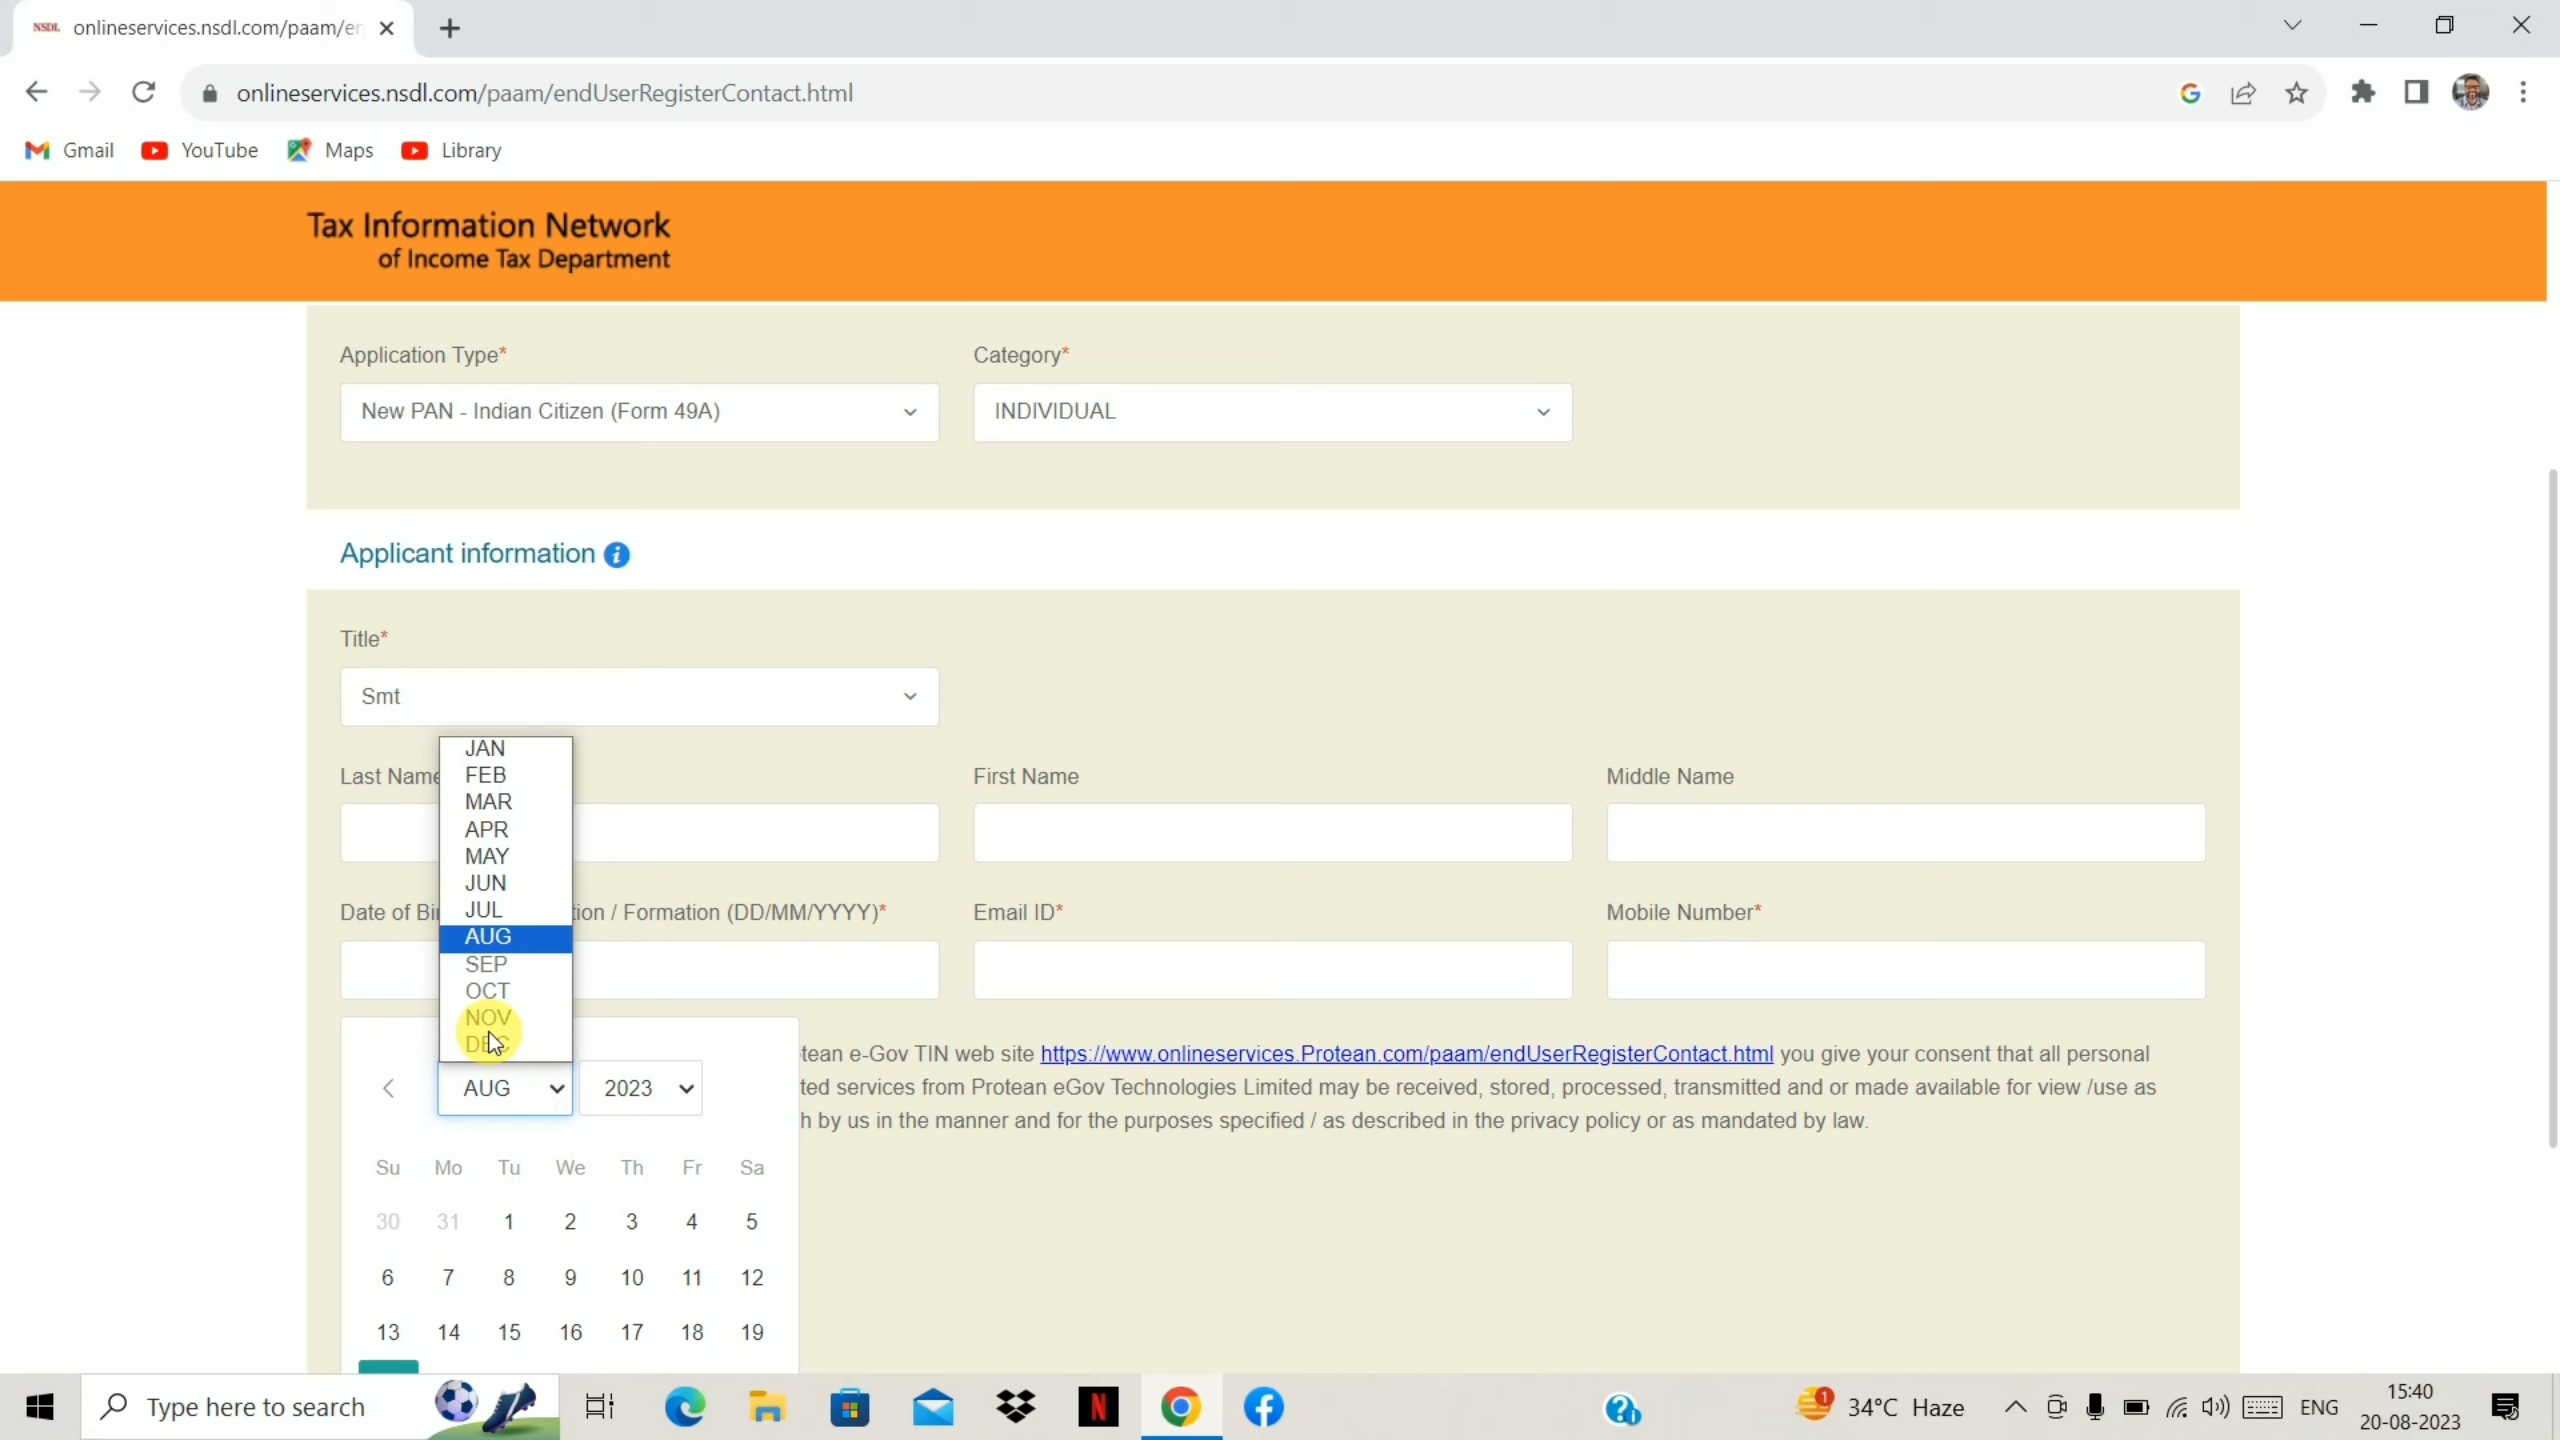 NSDL onlineservices.nsdl.com/paam/er
onlineservices.nsdl.com/paam/endUserRegisterContact.html
Gmail YouTube Maps Library
Tax Information Network
of Income Tax Department
Application Type* Category*
New PAN - Indian Citizen (Form 49A) INDIVIDUAL
Applicant information i
Title*
Smt
JAN
Last Name First Name Middle Name
FEB
MAR
APR
MAY
JUN
JUL
Date of Bi tion / Formation (DD/MM/YYYY)* Email ID* Mobile Number*
AUG
SEP
OCT
NOV
DEC
tean e-Gov TIN web site https://www.onlineservices.Protean.com/paam/endUserRegisterContact.html you give your consent that all personal
AUG 2023
ted services from Protean eGov Technologies Limited may be received, stored, processed, transmitted and or made available for view /use as
h by us in the manner and for the purposes specified / as described in the privacy policy or as mandated by law.
Su Mo Tu We Th Fr Sa
30 31 1 2 3 4 5
6 7 8 9 10 11 12
13 14 15 16 17 18 19
Type here to search 1 34°C Haze ENG 15:40
20-08-2023